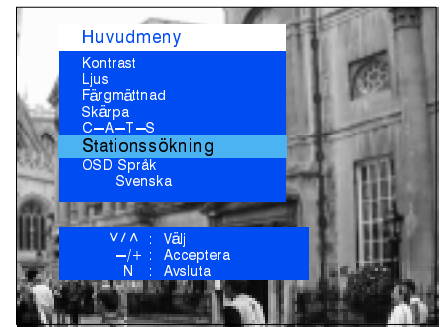 Huvudmeny
Kontrast
Ljus
Färgmättnad
Skärpa
C–A–T–S
Stationssökning
OSD Språk
Svenska
∨/∧ : Välj
–/+ : Acceptera
N : Avsluta